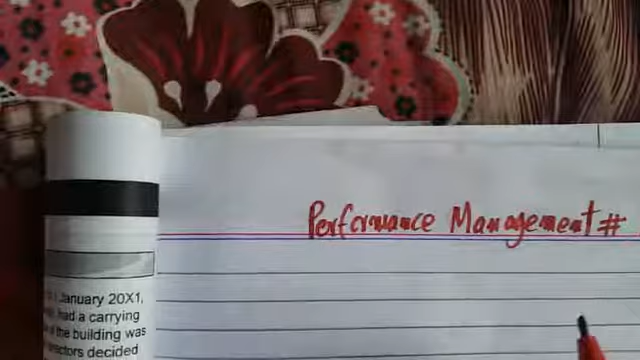 Performance Management #
January 20X1,
had a carrying
the building was
decided